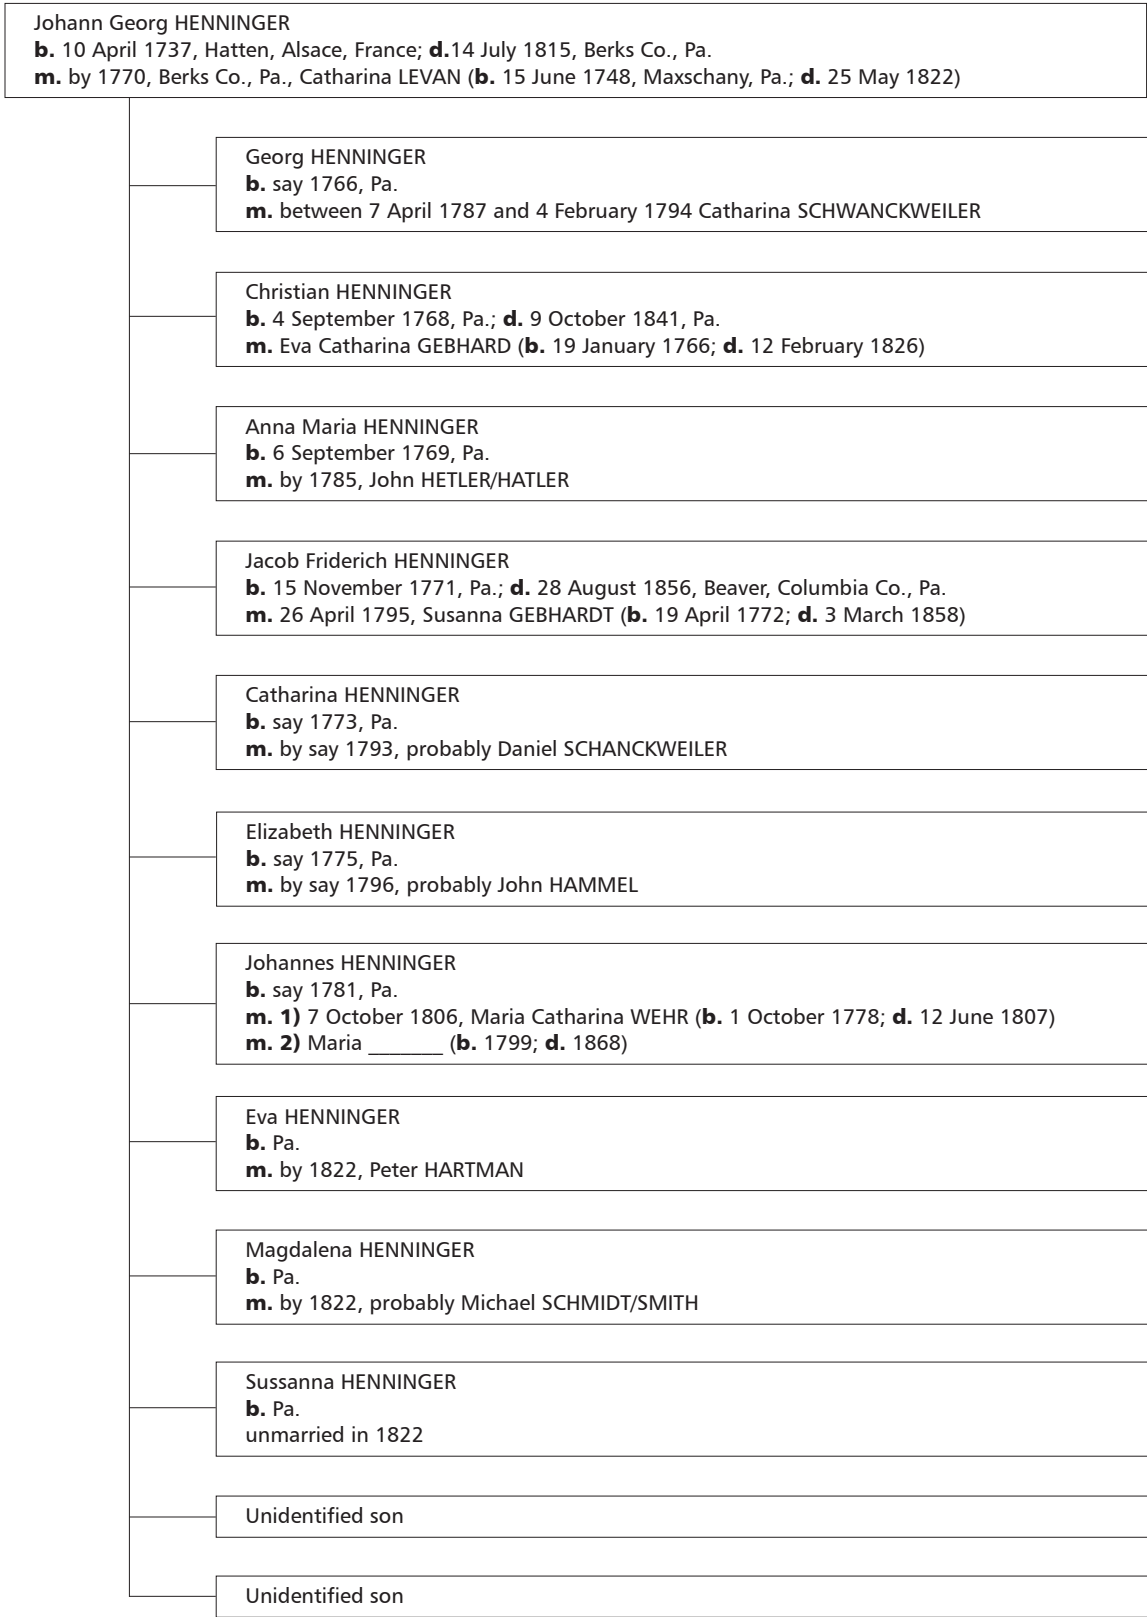 Johann Georg HENNINGER
b. 10 April 1737, Hatten, Alsace, France; d.14 July 1815, Berks Co., Pa.
m. by 1770, Berks Co., Pa., Catharina LEVAN (b. 15 June 1748, Maxschany, Pa.; d. 25 May 1822)
Georg HENNINGER
b. say 1766, Pa.
m. between 7 April 1787 and 4 February 1794 Catharina SCHWANCKWEILER
Christian HENNINGER
b. 4 September 1768, Pa.; d. 9 October 1841, Pa.
m. Eva Catharina GEBHARD (b. 19 January 1766; d. 12 February 1826)
Anna Maria HENNINGER
b. 6 September 1769, Pa.
m. by 1785, John HETLER/HATLER
Jacob Friderich HENNINGER
b. 15 November 1771, Pa.; d. 28 August 1856, Beaver, Columbia Co., Pa.
m. 26 April 1795, Susanna GEBHARDT (b. 19 April 1772; d. 3 March 1858)
Catharina HENNINGER
b. say 1773, Pa.
m. by say 1793, probably Daniel SCHANCKWEILER
Elizabeth HENNINGER
b. say 1775, Pa.
m. by say 1796, probably John HAMMEL
Johannes HENNINGER
b. say 1781, Pa.
m. 1) 7 October 1806, Maria Catharina WEHR (b. 1 October 1778; d. 12 June 1807)
m. 2) Maria _______ (b. 1799; d. 1868)
Eva HENNINGER
b. Pa.
m. by 1822, Peter HARTMAN
Magdalena HENNINGER
b. Pa.
m. by 1822, probably Michael SCHMIDT/SMITH
Sussanna HENNINGER
b. Pa.
unmarried in 1822
Unidentified son
Unidentified son